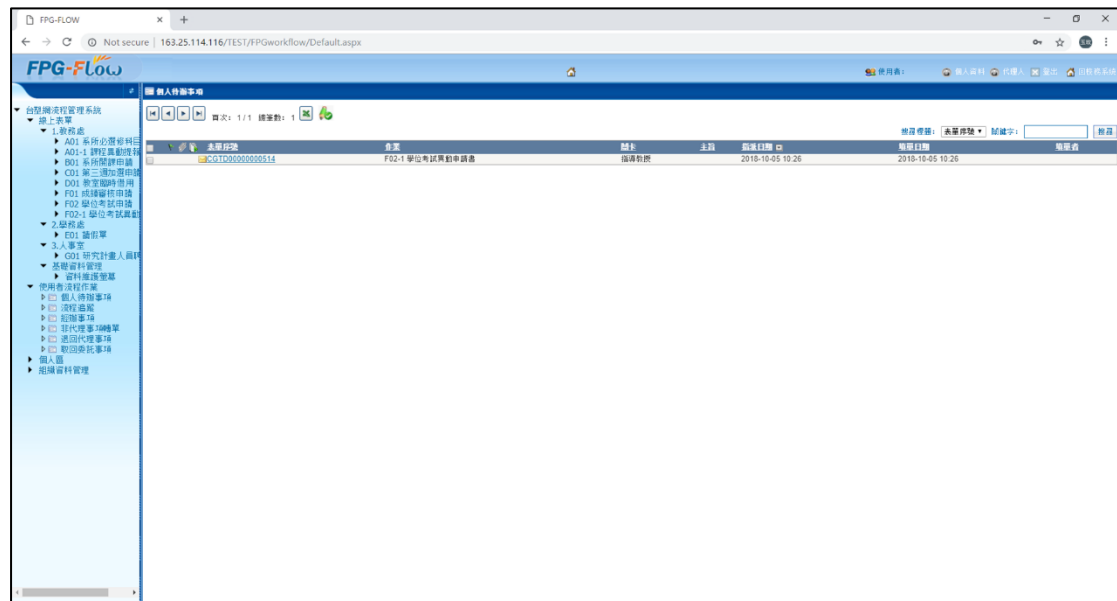 FPG-FLOW
Not secure | 163.25.114.116/TEST/FPGworkflow/Default.aspx
FPG-Flow
使用者:
個人資料 代理人 登出 回校務系統
個人待辦事項
頁次: 1/1 總筆數: 1
搜尋標題: 表單序號 關鍵字: 搜尋
表單序號 作業 關卡 主旨 指派日期 填單日期 填單者
CGTD00000000514 F02-1 學位考試異動申請書 指導教授 2018-10-05 10:26 2018-10-05 10:26
台塑網流程管理系統
線上表單
1.教務處
A01 系所必選修科目
A01-1 課程異動提報
B01 系所開課申請
C01 第三週加選申請
D01 教室臨時借用
F01 成績審核申請
F02 學位考試申請
F02-1 學位考試異動
2.學務處
E01 請假單
3.人事室
G01 研究計畫人員聘
基礎資料管理
資料維護螢幕
使用者流程作業
個人待辦事項
流程追蹤
經辦事項
非代理事項轉單
退回代理事項
取回委託事項
個人區
組織資料管理